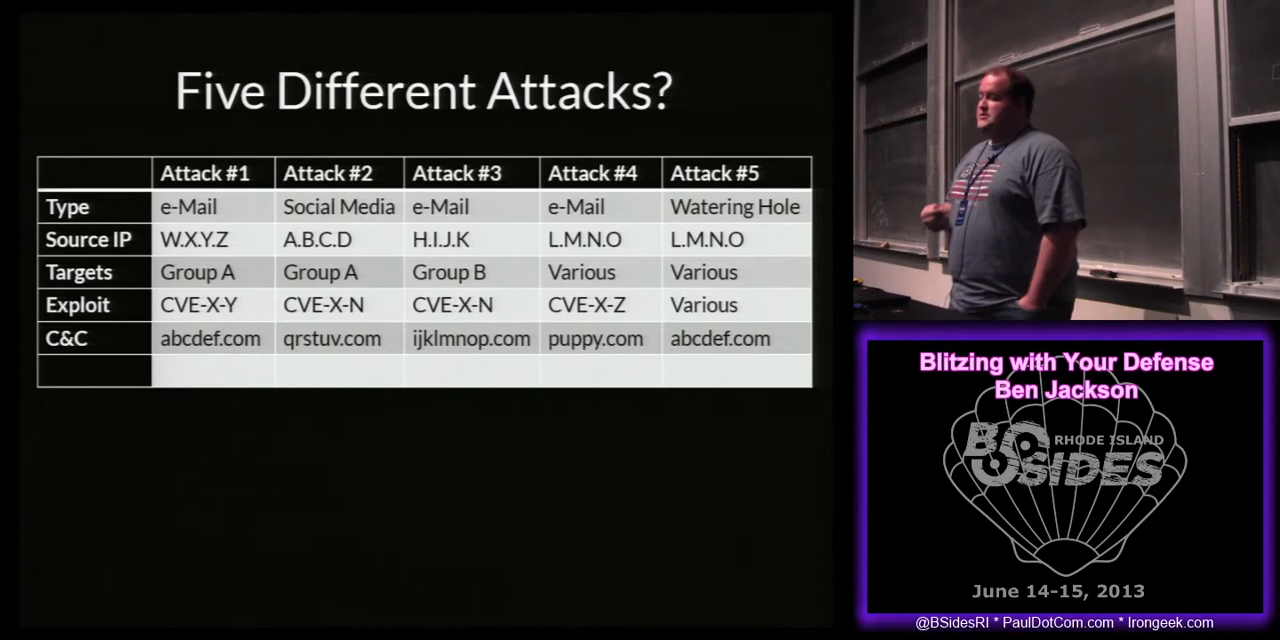 Five Different Attacks?
Attack #1 Attack #2 Attack #3 Attack #4 Attack #5
Type e-Mail Social Media e-Mail e-Mail Watering Hole
Source IP W.X.Y.Z A.B.C.D H.I.J.K L.M.N.O L.M.N.O
Targets Group A Group A Group B Various Various
Exploit CVE-X-Y CVE-X-N CVE-X-N CVE-X-Z Various
C&C abcdef.com qrstuv.com ijklmnop.com puppy.com abcdef.com
Blitzing with Your Defense
Ben Jackson
BSIDES
RHODE ISLAND
June 14-15, 2013
@BSidesRI * PaulDotCom.com * Irongeek.com